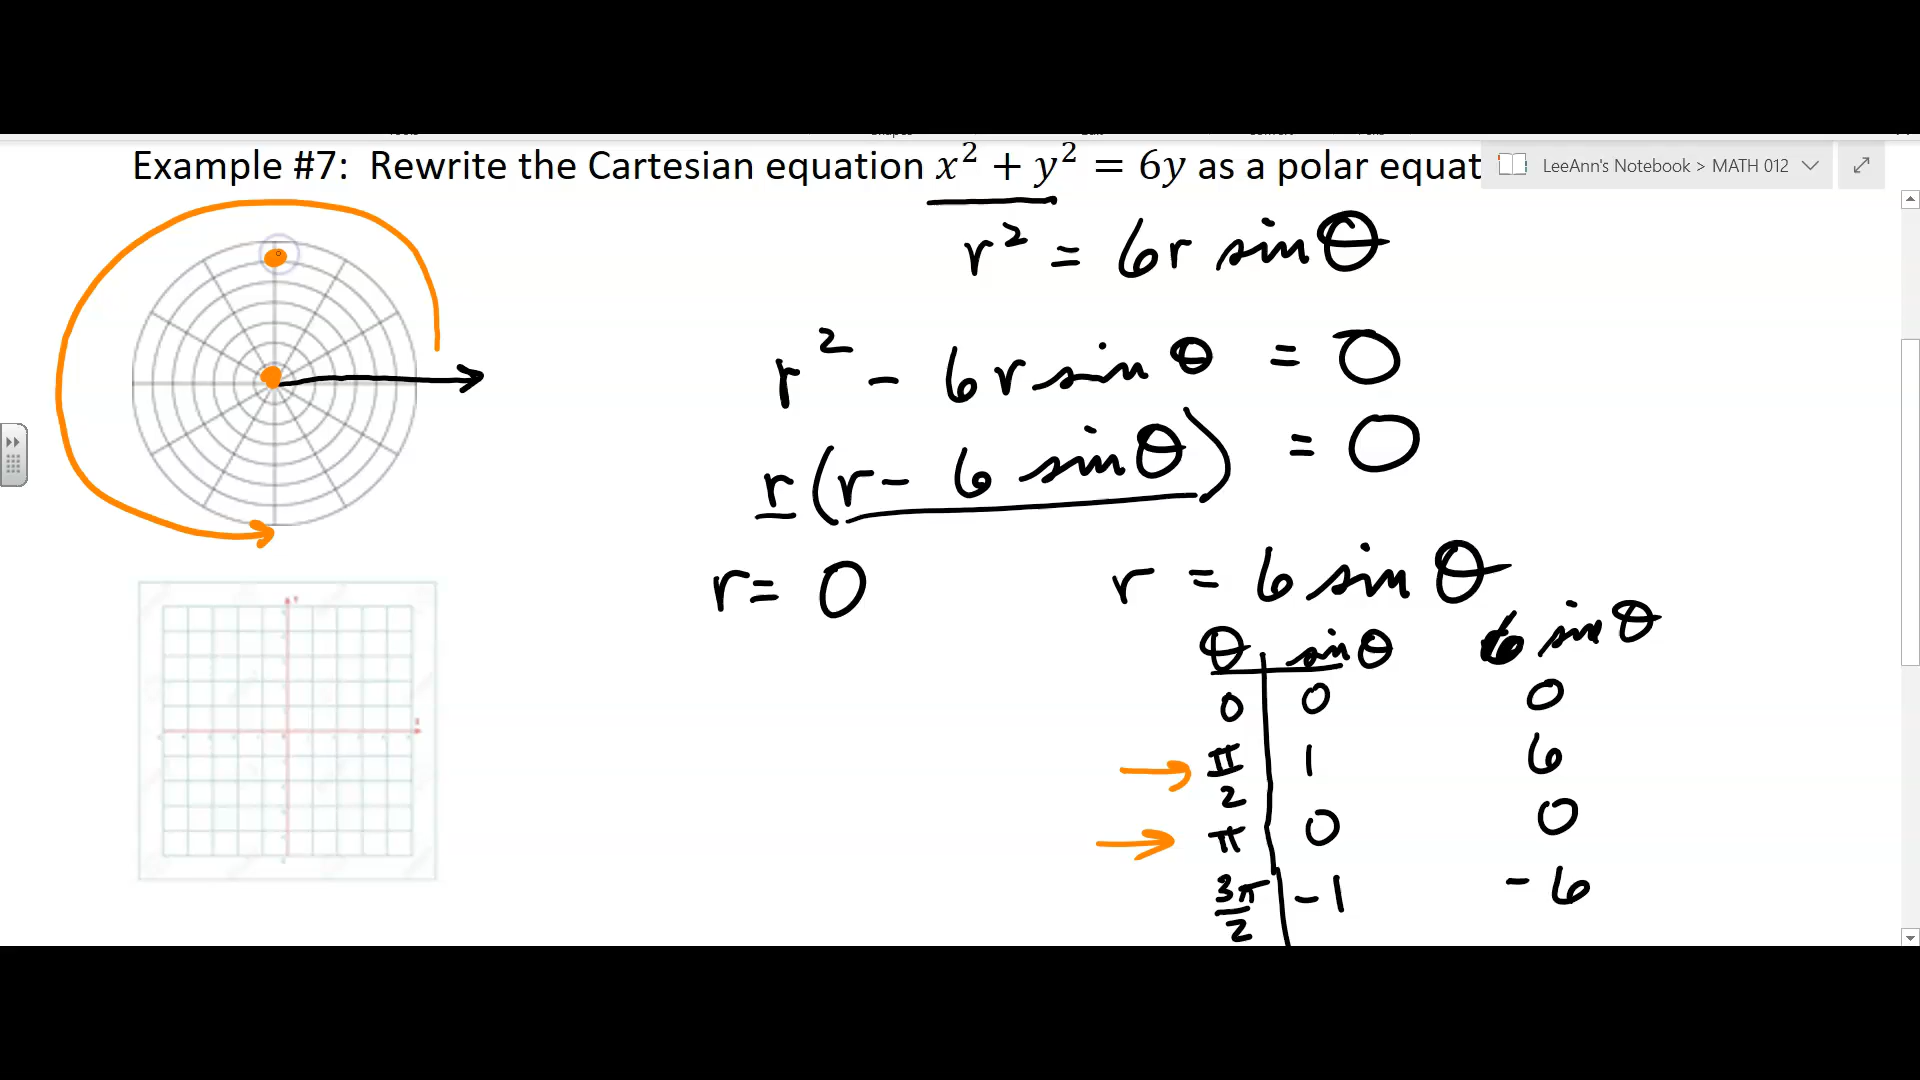 Example #7: Rewrite the Cartesian equation x² + y² = 6y as a polar equat
LeeAnn's Notebook > MATH 012
r² = 6r sin θ
r² - 6r sin θ = 0
r(r - 6 sin θ) = 0
r = 0
r = 6 sin θ
θ sin θ 6 sin θ
0 0 0
π/2 1 6
π 0 0
3π/2 -1 -6